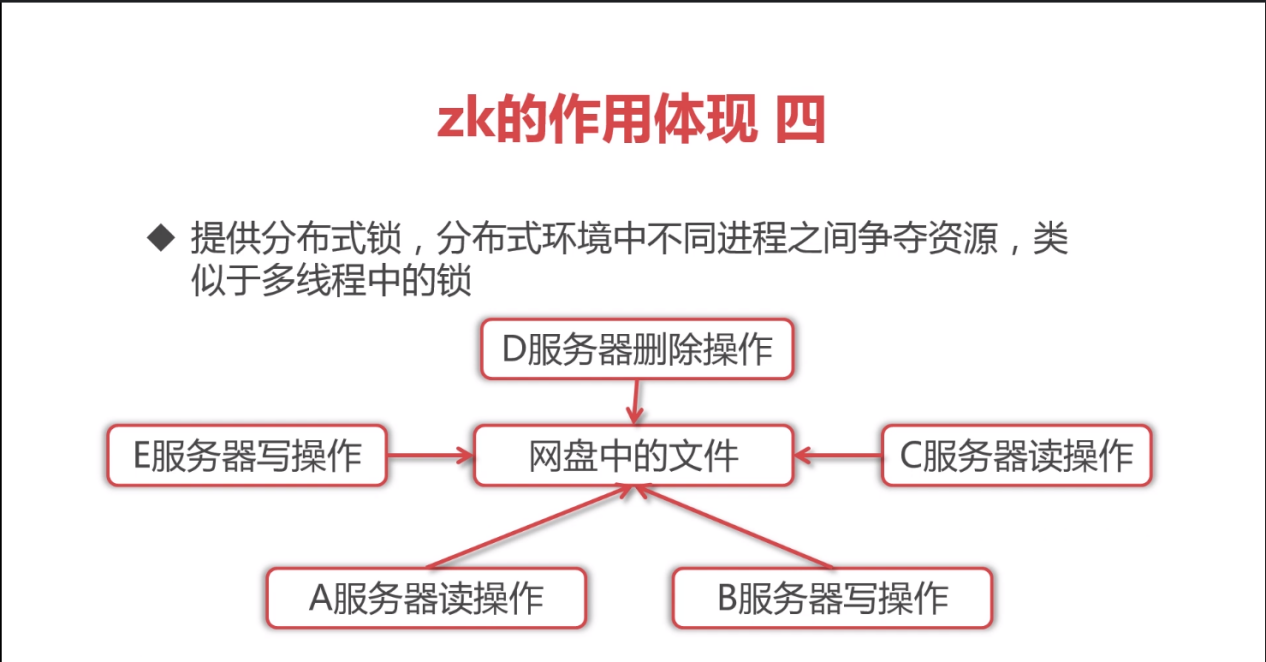 zk的作用体现 四
◆ 提供分布式锁，分布式环境中不同进程之间争夺资源，类
似于多线程中的锁
D服务器删除操作
E服务器写操作
网盘中的文件
C服务器读操作
A服务器读操作
B服务器写操作